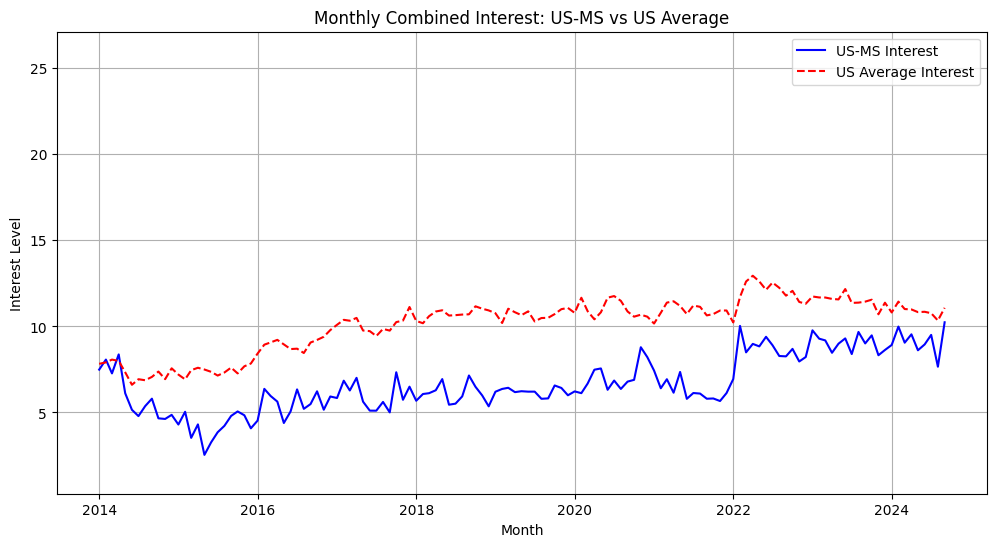 Monthly Combined Interest: US-MS vs US Average
US-MS Interest
US Average Interest
Interest Level
25
20
15
10
5
2014 2016 2018 2020 2022 2024
Month